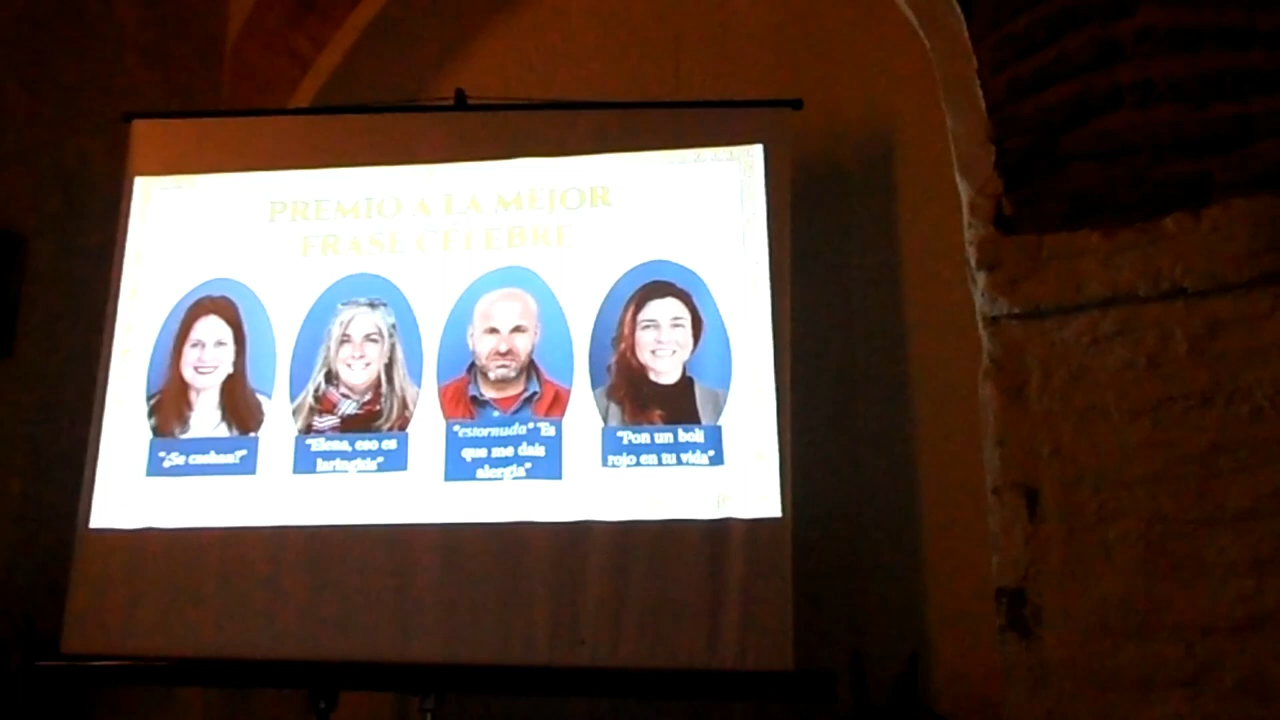 PREMIO A LA MEJOR
FRASE CÉLEBRE
"¿Se cachan?"
"Elena, eso es
laringitis"
"*estornuda* "Es
que me dais
alergia"
"Pon un boli
rojo en tu vida"